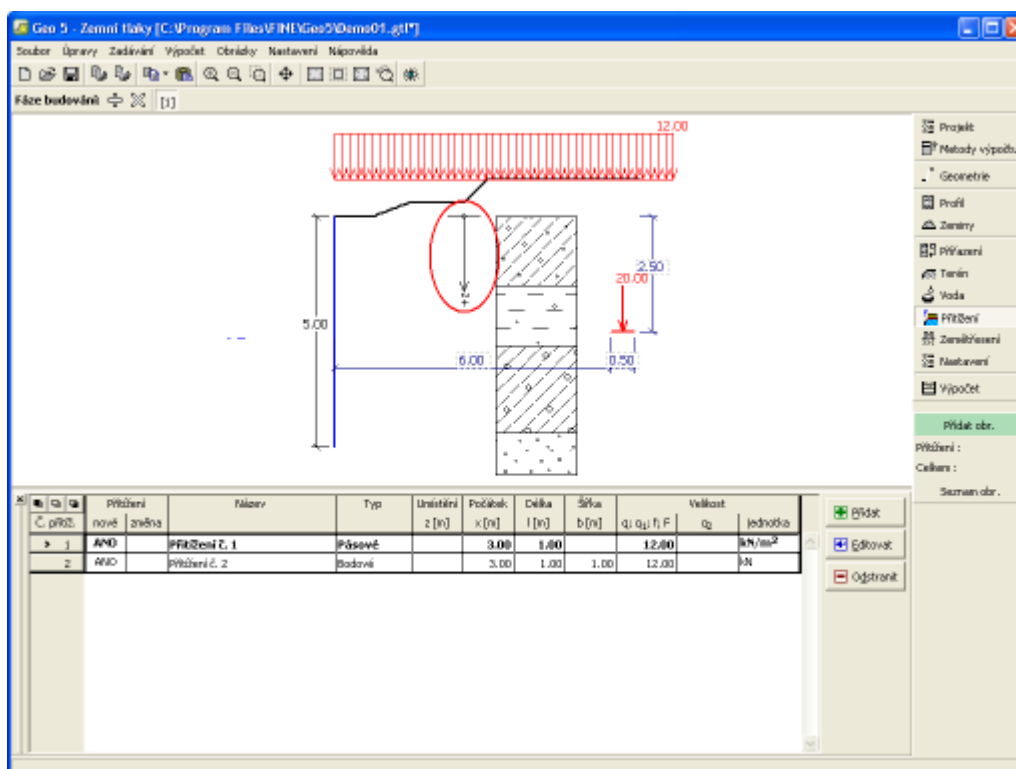 Geo 5 - Zemní tlaky [C:\Program Files\FINE\Geo5\Demo01.gtl*]
Soubor Úpravy Zadávání Výpočet Obrázky Nastavení Nápověda
Fáze budování [1]
12.00
2.50
20.00
5.00
+z
6.00
0.50
Projekt
Metody výpočtu
Geometrie
Profil
Zeminy
Přiřazení
Terén
Voda
Přitížení
Zemětřesení
Nastavení
Výpočet
Přidat obr.
Přitížení :
Celkem :
Seznam obr.
Přitížení Název Typ Umístění Počátek Délka Šířka Velikost
Č. přitíž. nové změna z [m] x [m] l [m] b [m] q; q1; f; F q2 jednotka
1 ANO Přitížení č. 1 Pásové 3.00 1.00 12.00 kN/m2
2 ANO Přitížení č. 2 Bodové 3.00 1.00 1.00 12.00 kN
Přidat
Editovat
Odstranit